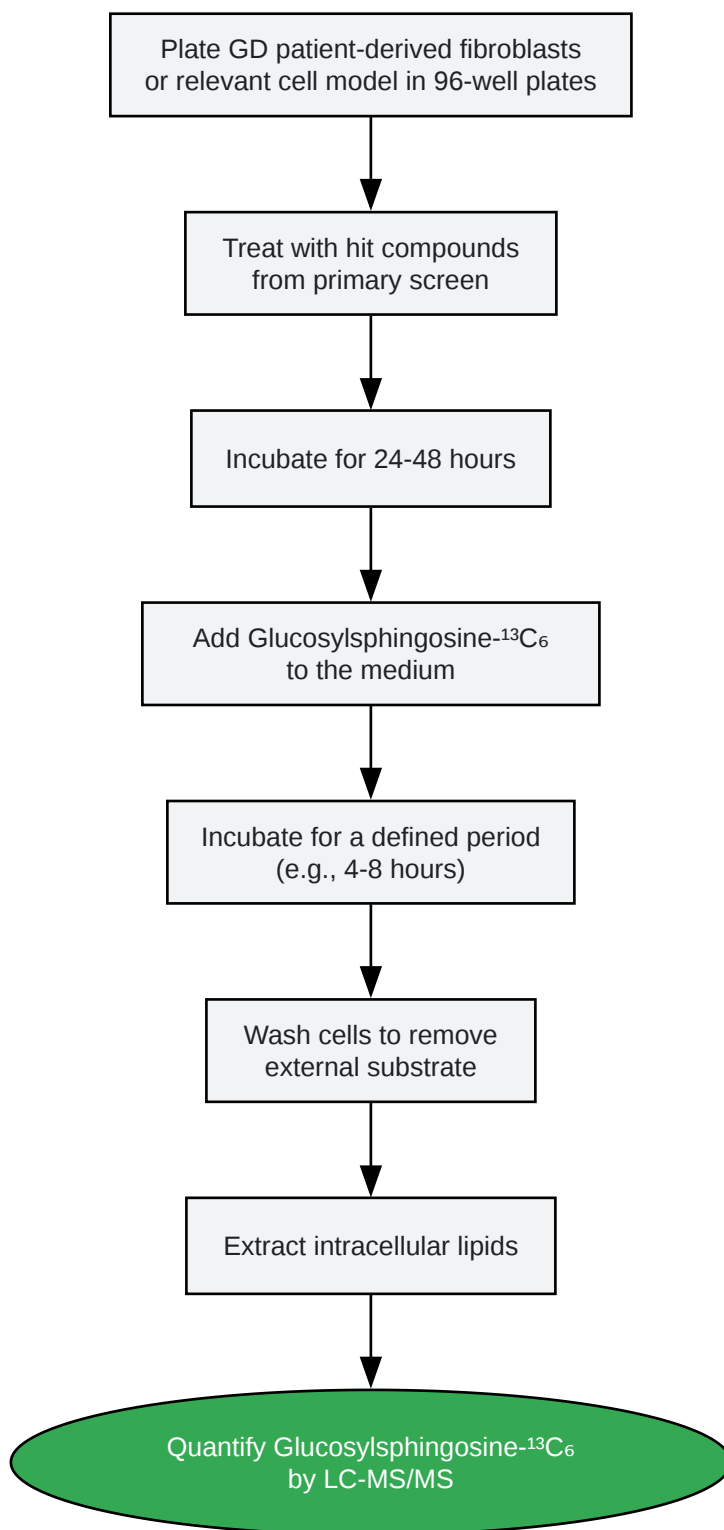 Plate GD patient-derived fibroblasts
or relevant cell model in 96-well plates
Treat with hit compounds
from primary screen
Incubate for 24-48 hours
Add Glucosylsphingosine-¹³C₆
to the medium
Incubate for a defined period
(e.g., 4-8 hours)
Wash cells to remove
external substrate
Extract intracellular lipids
Quantify Glucosylsphingosine-¹³C₆
by LC-MS/MS